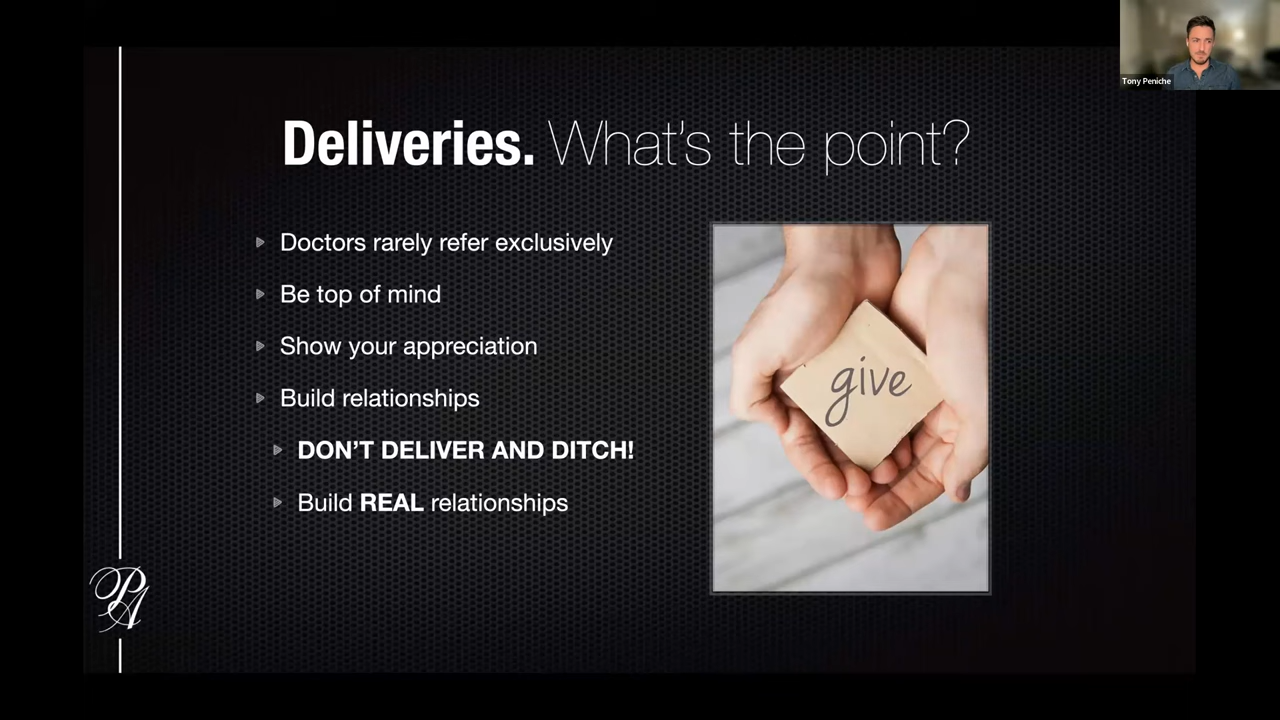 Tony Peniche
Deliveries. What's the point?
Doctors rarely refer exclusively
Be top of mind
Show your appreciation
Build relationships
DON'T DELIVER AND DITCH!
Build REAL relationships
give
PA